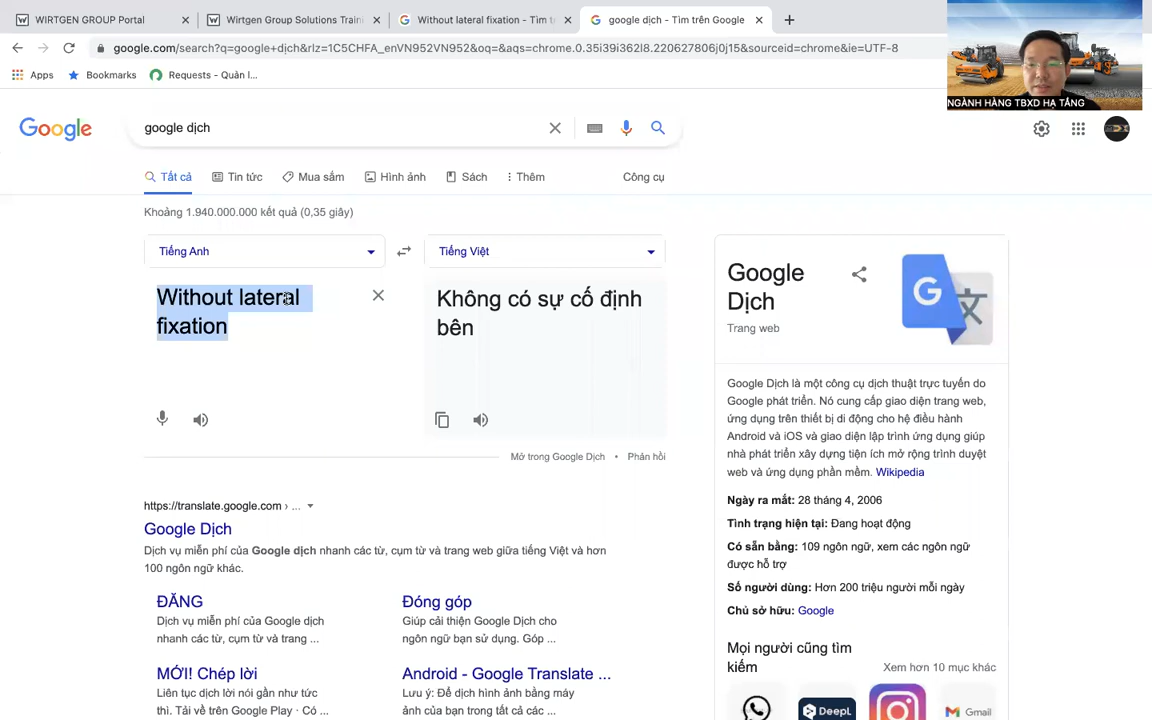 WIRTGEN GROUP Portal
Wirtgen Group Solutions Traini
Without lateral fixation - Tìm t
google dịch - Tìm trên Google
google.com/search?q=google+dịch&rlz=1C5CHFA_enVN952VN952&oq=&aqs=chrome.0.35i39i362l8.220627806j0j15&sourceid=chrome&ie=UTF-8
Apps
Bookmarks
Requests - Quản l...
NGÀNH HÀNG TBXD HẠ TẦNG
Google
google dịch
Tất cả
Tin tức
Mua sắm
Hình ảnh
Sách
Thêm
Công cụ
Khoảng 1.940.000.000 kết quả (0,35 giây)
Tiếng Anh
Tiếng Việt
Without lateral
fixation
Không có sự cố định
bên
Mở trong Google Dịch • Phản hồi
https://translate.google.com › ...
Google Dịch
Dịch vụ miễn phí của Google dịch nhanh các từ, cụm từ và trang web giữa tiếng Việt và hơn
100 ngôn ngữ khác.
ĐĂNG
Dịch vụ miễn phí của Google dịch
nhanh các từ, cụm từ và trang ...
Đóng góp
Giúp cải thiện Google Dịch cho
ngôn ngữ bạn sử dụng. Góp ...
MỚI! Chép lời
Liên tục dịch lời nói gần như tức
thì. Tải về trên Google Play · Có ...
Android - Google Translate ...
Lưu ý: Để dịch hình ảnh bằng máy
ảnh của bạn trong tất cả các ...
Google
Dịch
Trang web
G
Google Dịch là một công cụ dịch thuật trực tuyến do
Google phát triển. Nó cung cấp giao diện trang web,
ứng dụng trên thiết bị di động cho hệ điều hành
Android và iOS và giao diện lập trình ứng dụng giúp
nhà phát triển xây dựng tiện ích mở rộng trình duyệt
web và ứng dụng phần mềm. Wikipedia
Ngày ra mắt: 28 tháng 4, 2006
Tình trạng hiện tại: Đang hoạt động
Có sẵn bằng: 109 ngôn ngữ, xem các ngôn ngữ
được hỗ trợ
Số người dùng: Hơn 200 triệu người mỗi ngày
Chủ sở hữu: Google
Mọi người cũng tìm
kiếm
Xem hơn 10 mục khác
DeepL
Gmail